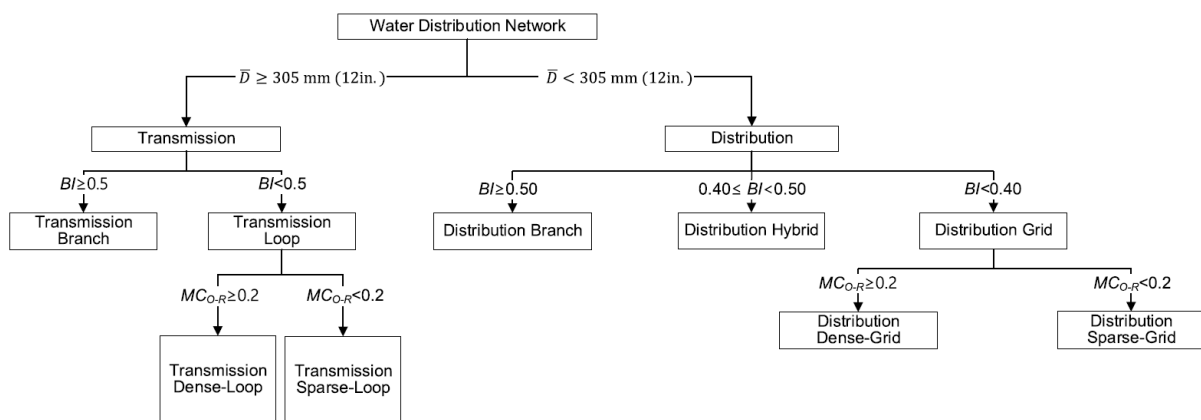 Water Distribution Network
D̅ ≥ 305 mm (12in.)
D̅ < 305 mm (12in.)
Transmission
Distribution
BI≥0.5
BI<0.5
BI≥0.50
0.40≤ BI<0.50
BI<0.40
Transmission
Branch
Transmission
Loop
Distribution Branch
Distribution Hybrid
Distribution Grid
MCO-R≥0.2
MCO-R<0.2
MCO-R≥0.2
MCO-R<0.2
Transmission
Dense-Loop
Transmission
Sparse-Loop
Distribution
Dense-Grid
Distribution
Sparse-Grid